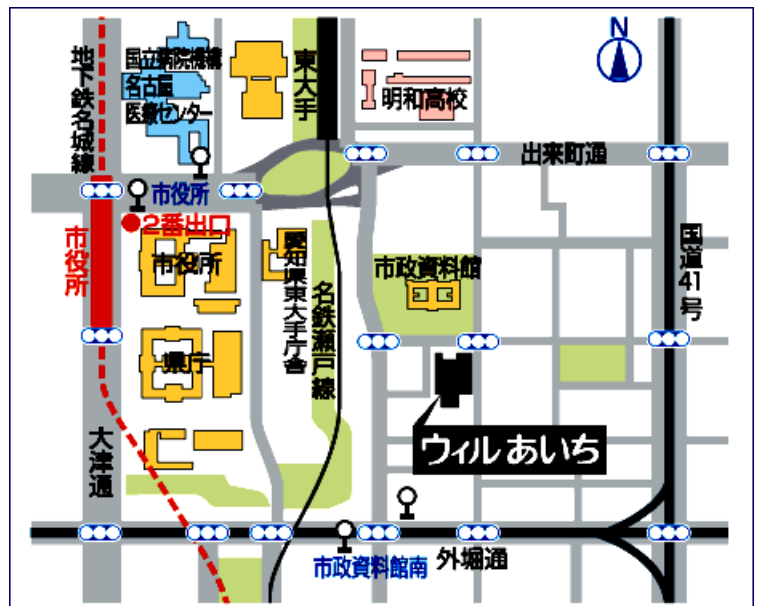 N
地下鉄名城線
国立病院機構
名古屋
医療センター
東大手
明和高校
出来町通
市役所
2番出口
市役所
市役所
愛知県東大手庁舎
名鉄瀬戸線
市政資料館
国道41号
県庁
大津通
ウィルあいち
市政資料館南
外堀通